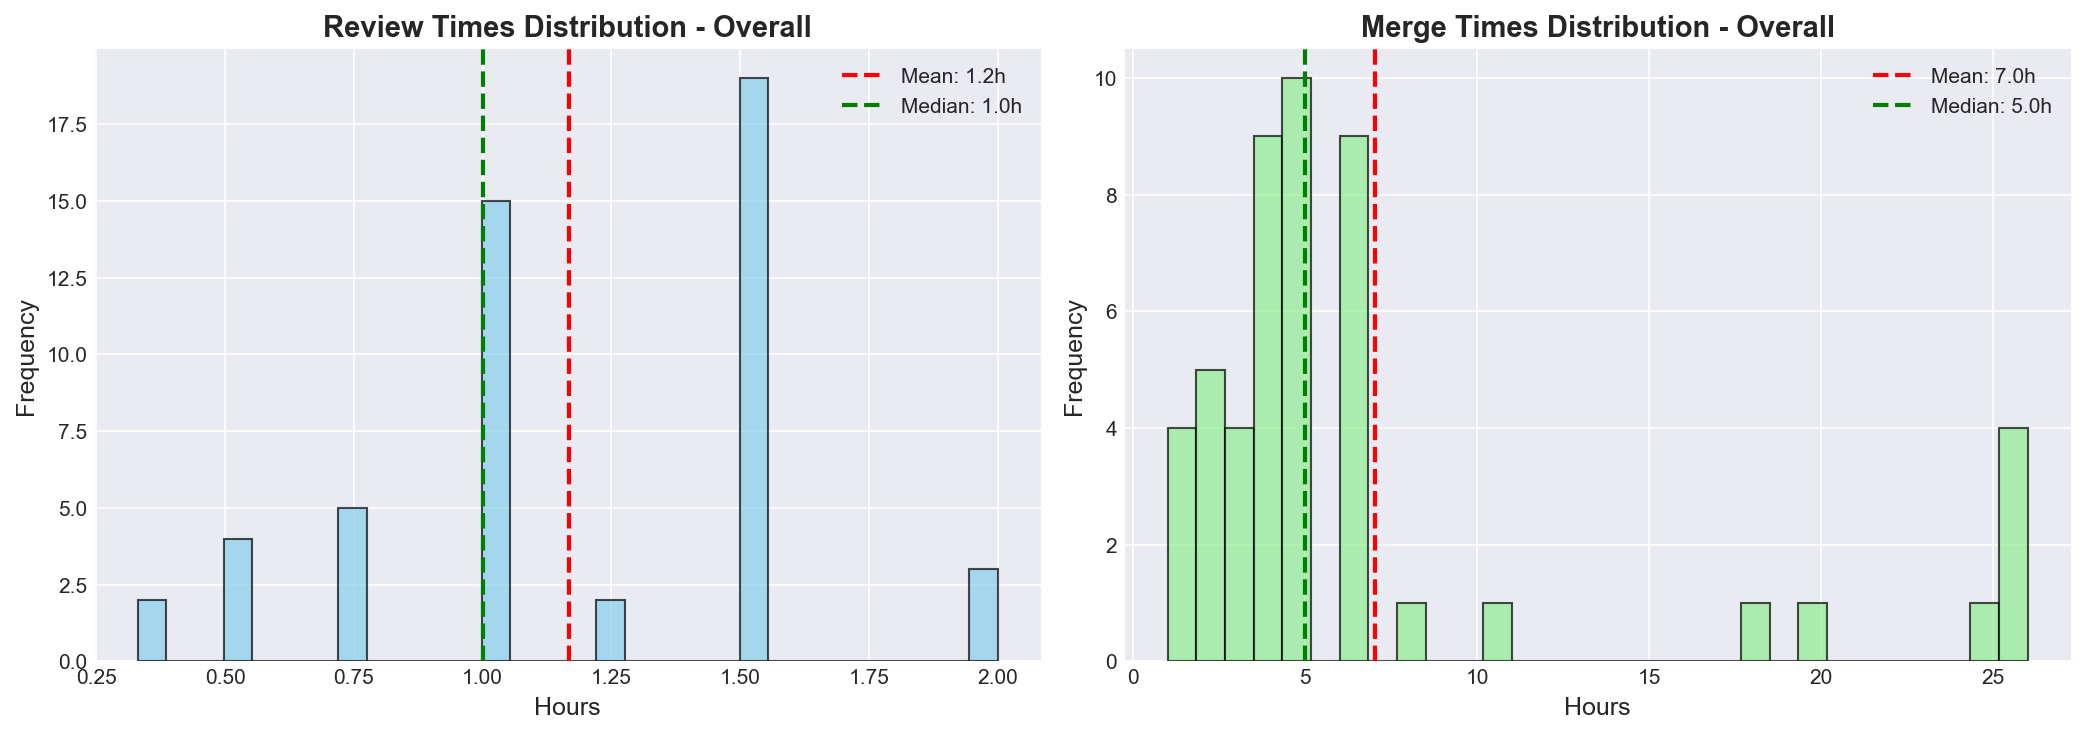 Review Times Distribution - Overall
Mean: 1.2h
Median: 1.0h
Frequency
17.5
15.0
12.5
10.0
7.5
5.0
2.5
0.0
0.25 0.50 0.75 1.00 1.25 1.50 1.75 2.00
Hours
Merge Times Distribution - Overall
Mean: 7.0h
Median: 5.0h
Frequency
10
8
6
4
2
0
0 5 10 15 20 25
Hours